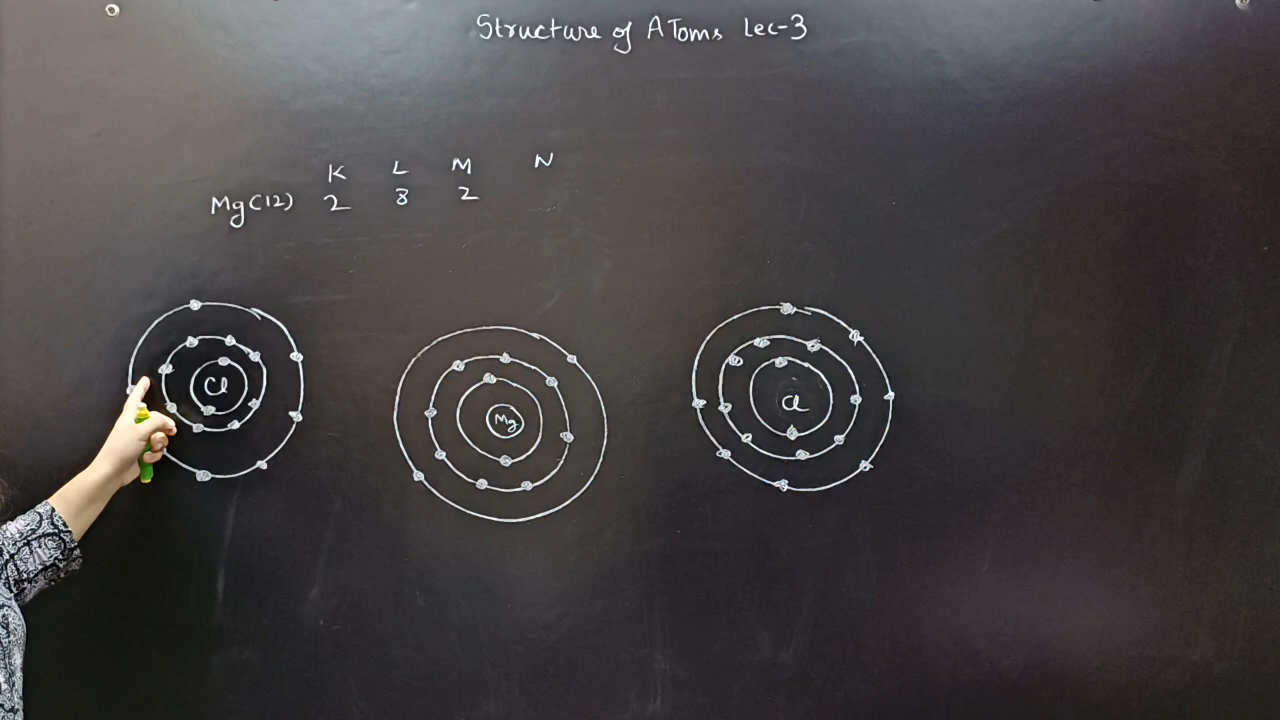 Structure of Atoms Lec-3
K L M N
Mg(12) 2 8 2
Cl
Mg
Cl